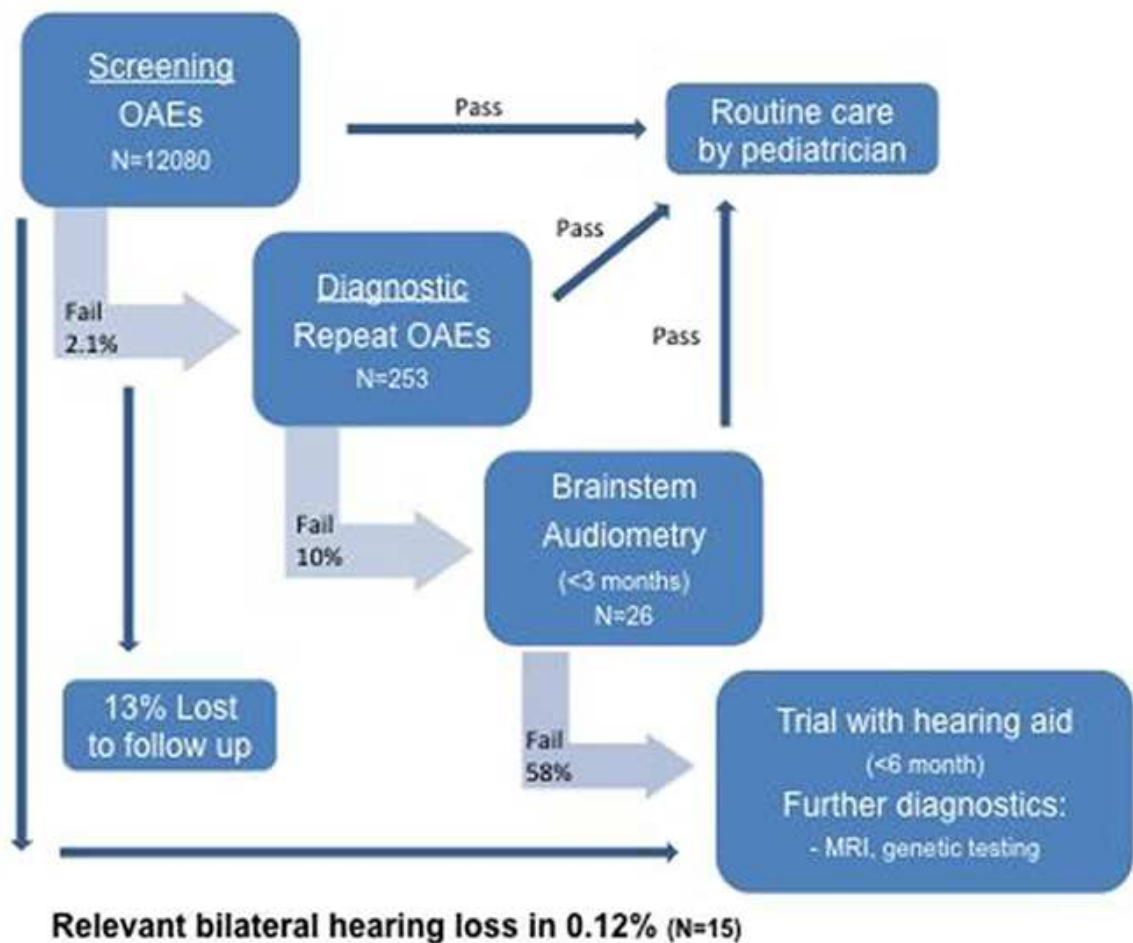 Screening
OAEs
N=12080
Pass
Routine care
by pediatrician
Fail
2.1%
Diagnostic
Repeat OAEs
N=253
Pass
Pass
Fail
10%
Brainstem
Audiometry
(<3 months)
N=26
13% Lost
to follow up
Fail
58%
Trial with hearing aid
(<6 month)
Further diagnostics:
- MRI, genetic testing
Relevant bilateral hearing loss in 0.12% (N=15)